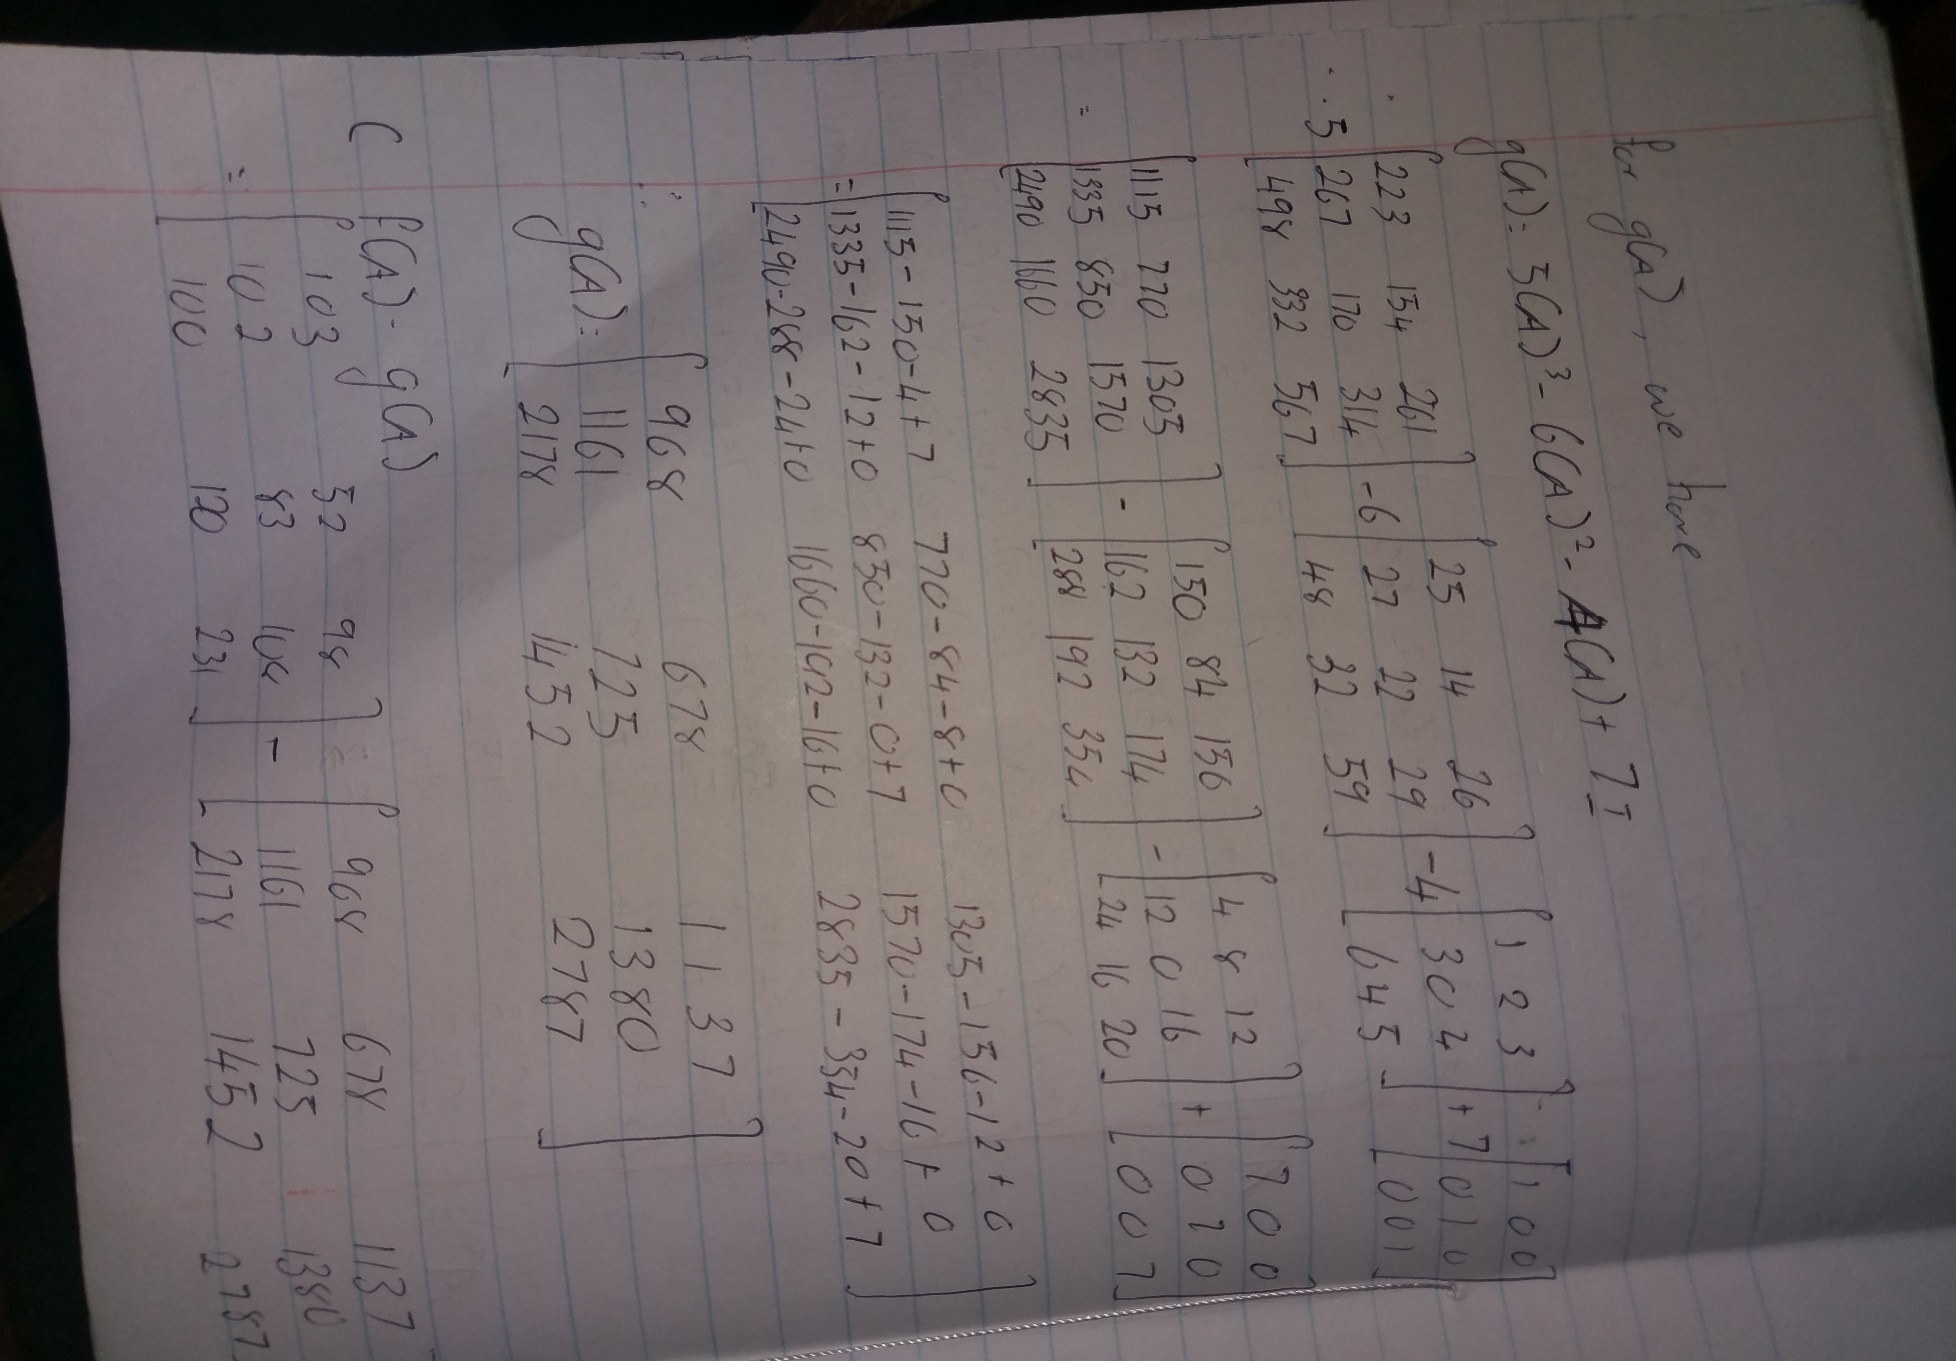 For g(A), we have
g(A) = 5(A)³ - 6(A)² - 4(A) + 7I
∴ 5 [223 154 261] - 6 [25 14 26] - 4 [1 2 3] + 7 [1 0 0]
267 170 314 27 22 29 3 0 4 0 1 0
498 332 567 48 32 59 6 4 5 0 0 1
= [1115 770 1305] - [150 84 156] - [4 8 12] + [7 0 0]
1335 850 1570 162 132 174 12 0 16 0 7 0
2490 1660 2835 288 192 354 24 16 20 0 0 7
= [1115-150-4+7 770-84-8+0 1305-156-12+0]
1335-162-12+0 850-132-0+7 1570-174-16+0
2490-288-24+0 1660-192-16+0 2835-354-20+7
∴ g(A) = [968 678 1137]
1161 725 1380
2178 1452 2787
C f(A) - g(A)
= [103 52 98] - [968 678 1137
102 83 1161 725 1380
100 120 231 2178 1452 2787